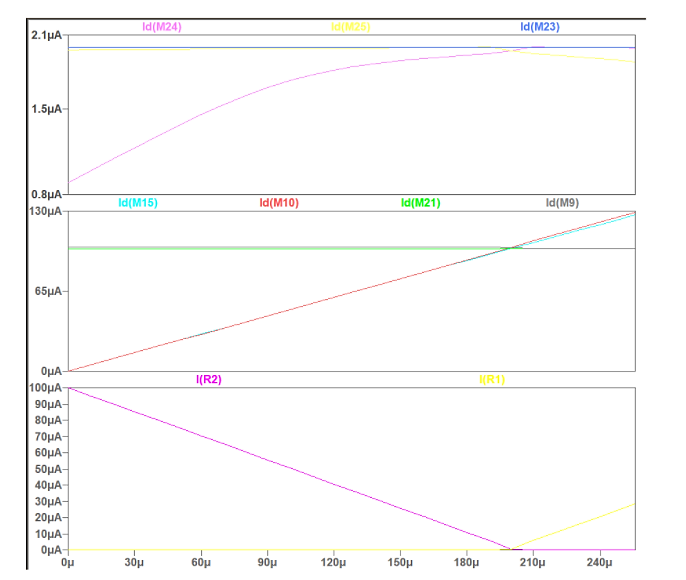 Id(M24) Id(M25) Id(M23)
2.1µA
1.5µA
0.8µA
Id(M15) Id(M10) Id(M21) Id(M9)
130µA
65µA
0µA
I(R2) I(R1)
100µA
90µA
80µA
70µA
60µA
50µA
40µA
30µA
20µA
10µA
0µA
0µ 30µ 60µ 90µ 120µ 150µ 180µ 210µ 240µ